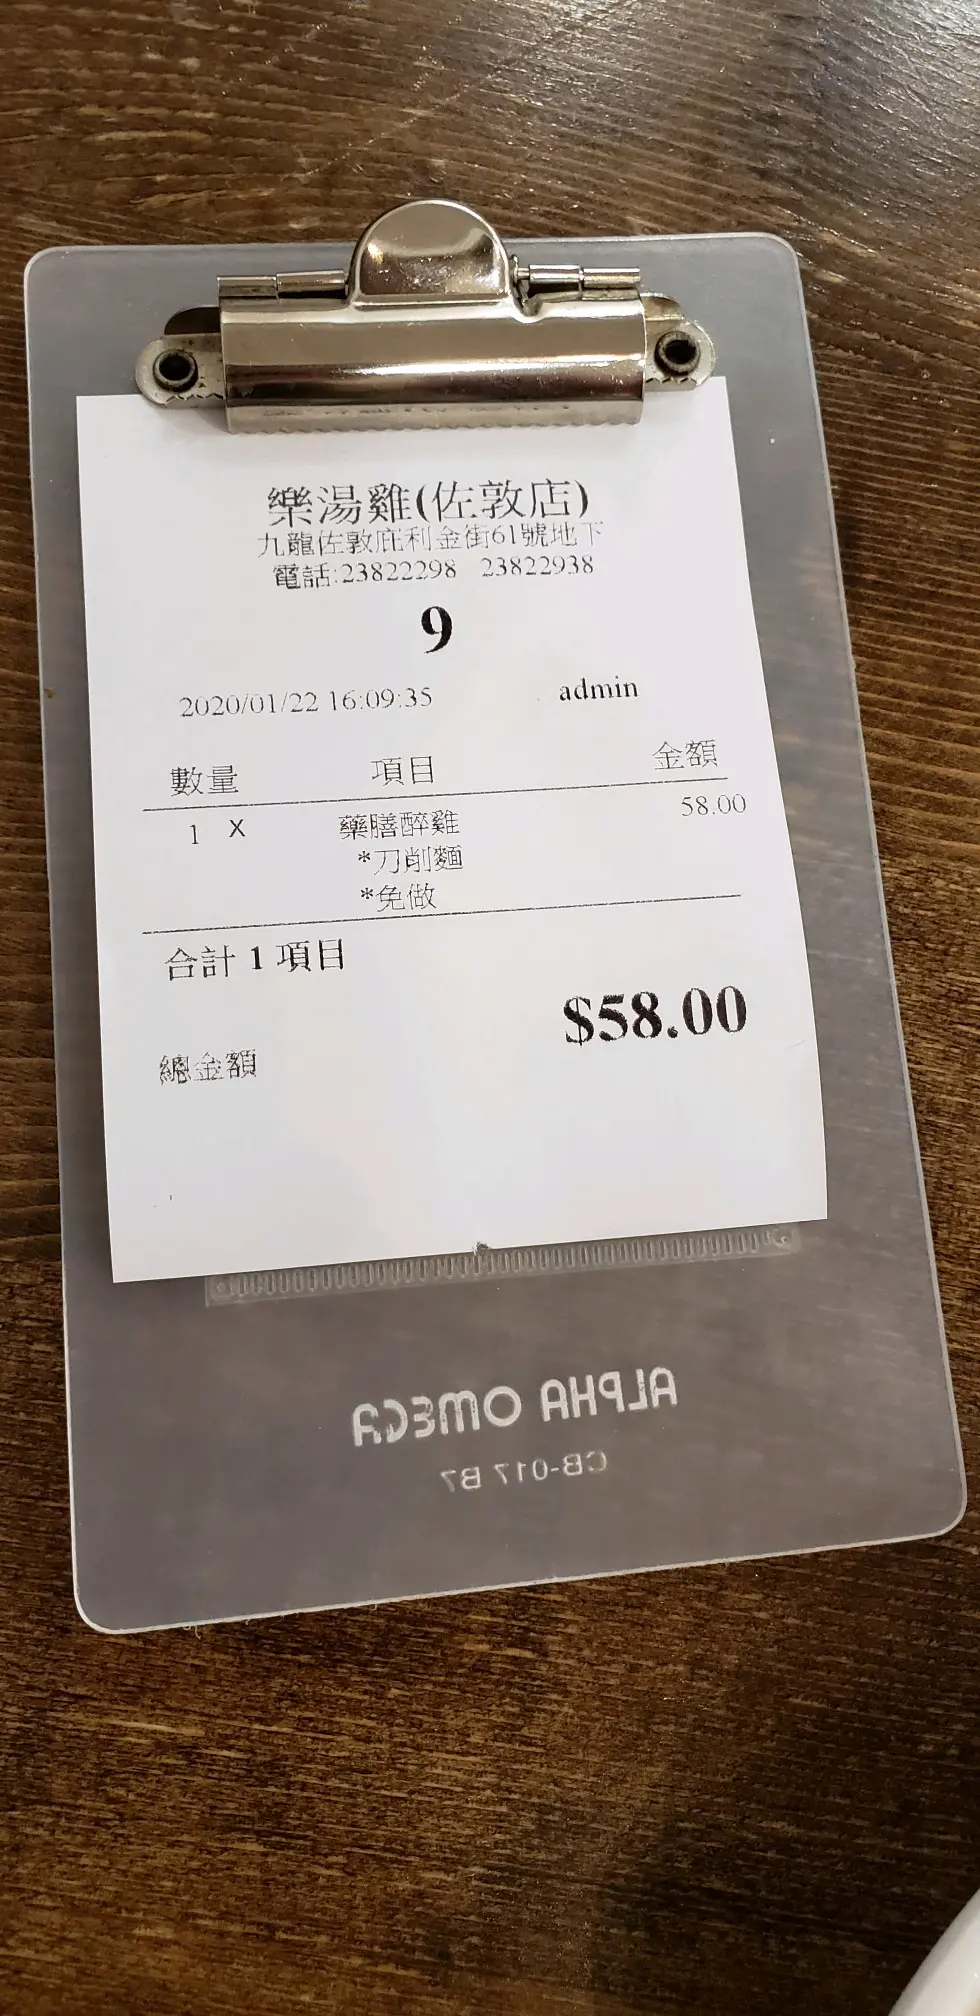 樂湯雞(佐敦店)
九龍佐敦庇利金街61號地下
電話:23822298 23822938
9
2020/01/22 16:09:35 admin
數量 項目 金額
1 X 藥膳醉雞 58.00
*刀削麵
*免做
合計 1 項目
$58.00
總金額
ALPHA OMEGA
CB-017 B7